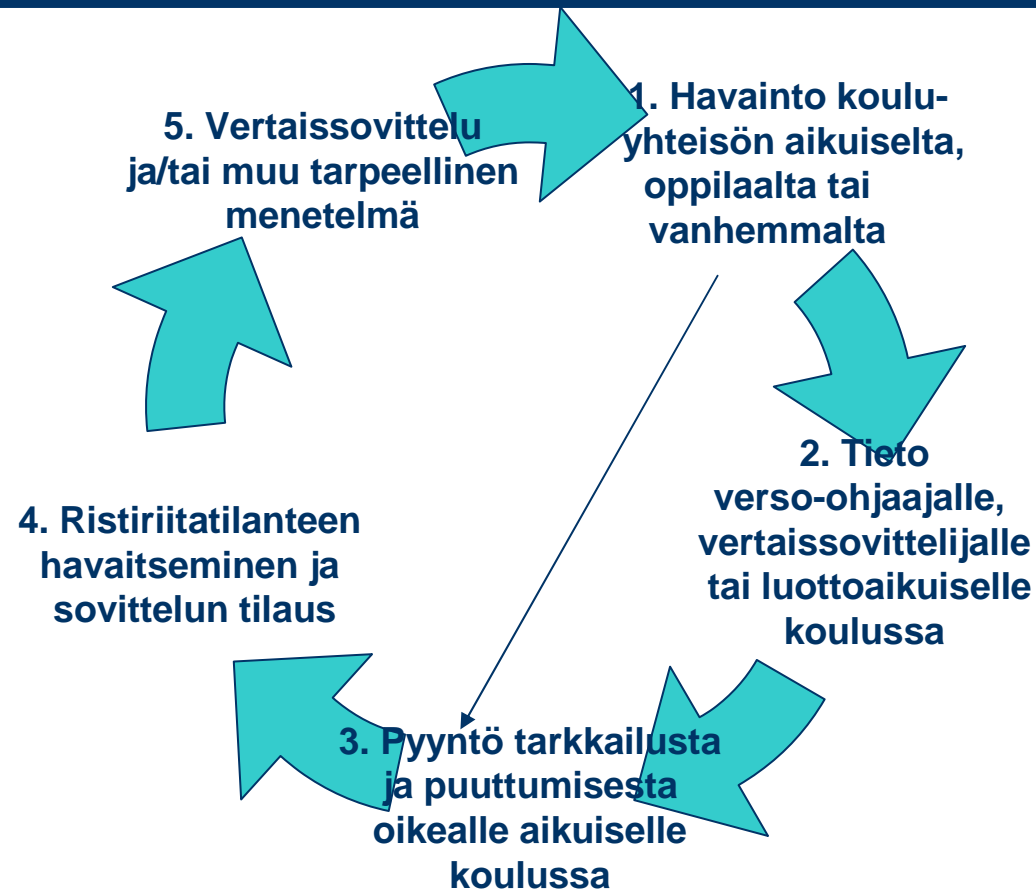 1. Havainto koulu-
yhteisön aikuiselta,
oppilaalta tai
vanhemmalta
2. Tieto
verso-ohjaajalle,
vertaissovittelijalle
tai luottoaikuiselle
koulussa
3. Pyyntö tarkkailusta
ja puuttumisesta
oikealle aikuiselle
koulussa
4. Ristiriitatilanteen
havaitseminen ja
sovittelun tilaus
5. Vertaissovittelu
ja/tai muu tarpeellinen
menetelmä